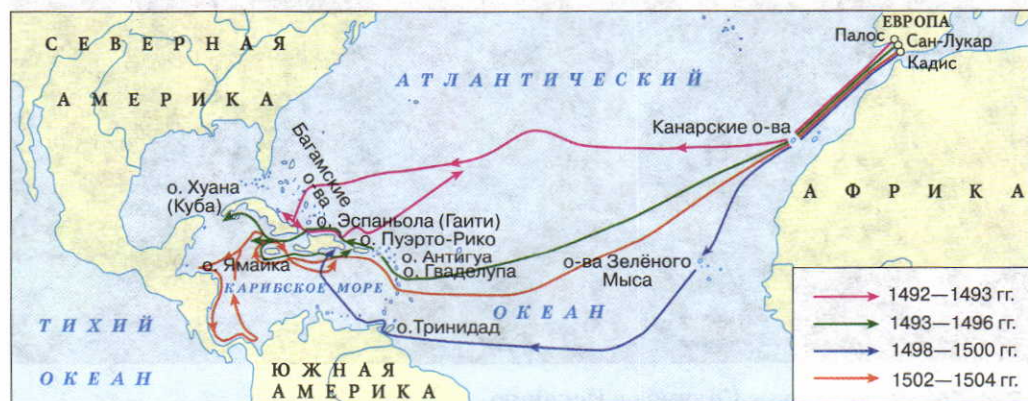 СЕВЕРНАЯ
АМЕРИКА
АТЛАНТИЧЕСКИЙ
ЕВРОПА
Палос
Сан-Лукар
Кадис
Канарские о-ва
АФРИКА
Багамские
о-ва
о. Хуана
(Куба)
о. Эспаньола (Гаити)
о. Пуэрто-Рико
о. Антигуа
о. Гваделупа
о. Ямайка
КАРИБСКОЕ МОРЕ
о-ва Зелёного
Мыса
ОКЕАН
о.Тринидад
ТИХИЙ
ОКЕАН
ЮЖНАЯ
АМЕРИКА
1492—1493 гг.
1493—1496 гг.
1498—1500 гг.
1502—1504 гг.